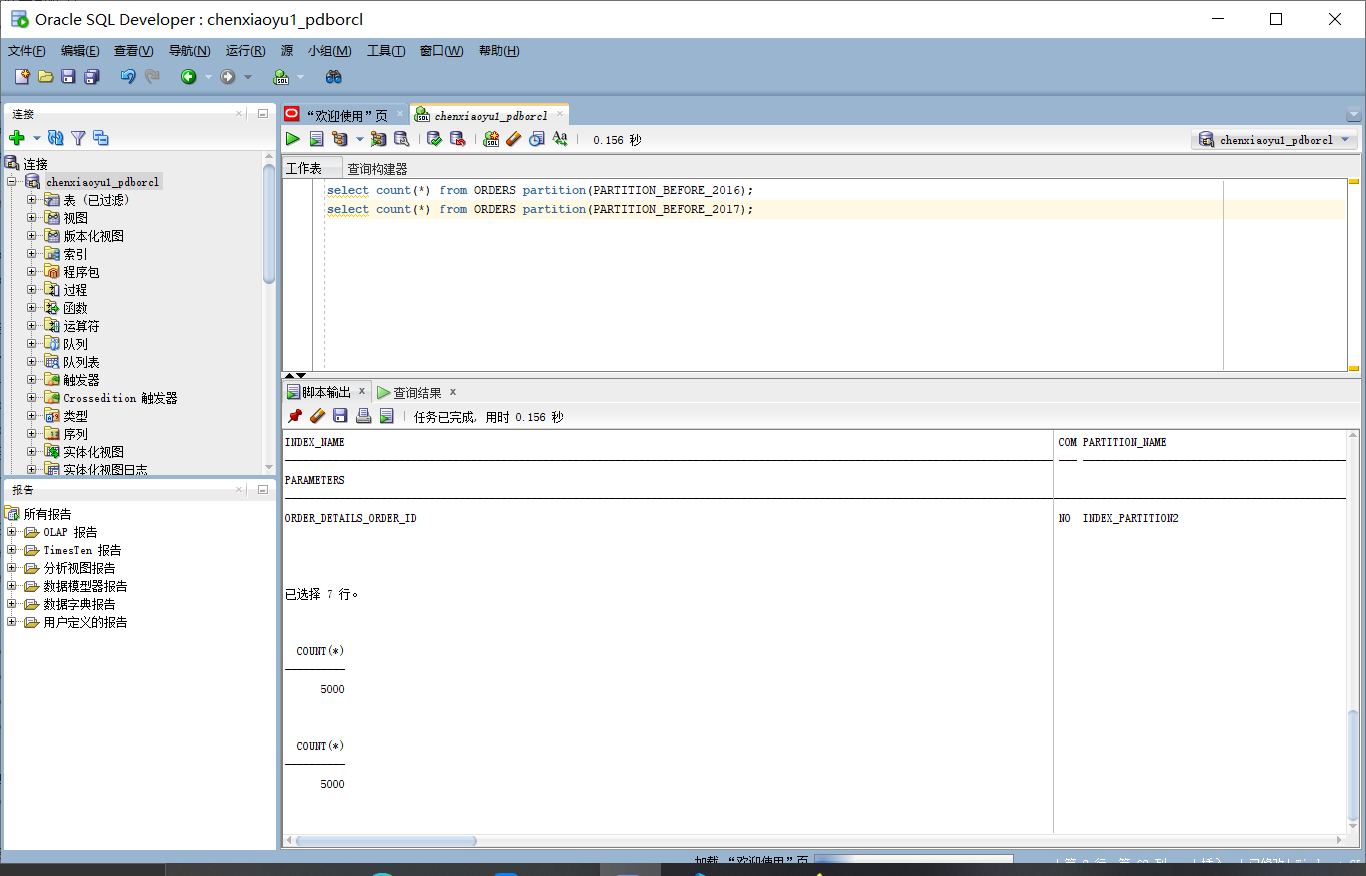 Oracle SQL Developer : chenxiaoyu1_pdborcl
文件(F) 编辑(E) 查看(V) 导航(N) 运行(R) 源 小组(M) 工具(T) 窗口(W) 帮助(H)
连接
连接
chenxiaoyu1_pdborcl
表 (已过滤)
视图
版本化视图
索引
程序包
过程
函数
运算符
队列
队列表
触发器
Crossedition 触发器
类型
序列
实体化视图
实体化视图日志
报告
所有报告
OLAP 报告
TimesTen 报告
分析视图报告
数据模型器报告
数据字典报告
用户定义的报告
“欢迎使用”页 chenxiaoyu1_pdborcl
0.156 秒 chenxiaoyu1_pdborcl
工作表 查询构建器
select count(*) from ORDERS partition(PARTITION_BEFORE_2016);
select count(*) from ORDERS partition(PARTITION_BEFORE_2017);
脚本输出 x 查询结果 x
任务已完成, 用时 0.156 秒
INDEX_NAME COM PARTITION_NAME
PARAMETERS
ORDER_DETAILS_ORDER_ID NO INDEX_PARTITION2
已选择 7 行。
COUNT(*)
5000
COUNT(*)
5000
加载 “欢迎使用”页